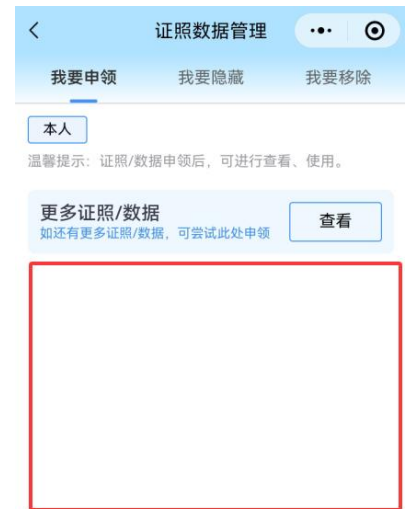 证照数据管理
我要申领 我要隐藏 我要移除
本人
温馨提示：证照/数据申领后，可进行查看、使用。
更多证照/数据
如还有更多证照/数据，可尝试此处申领
查看